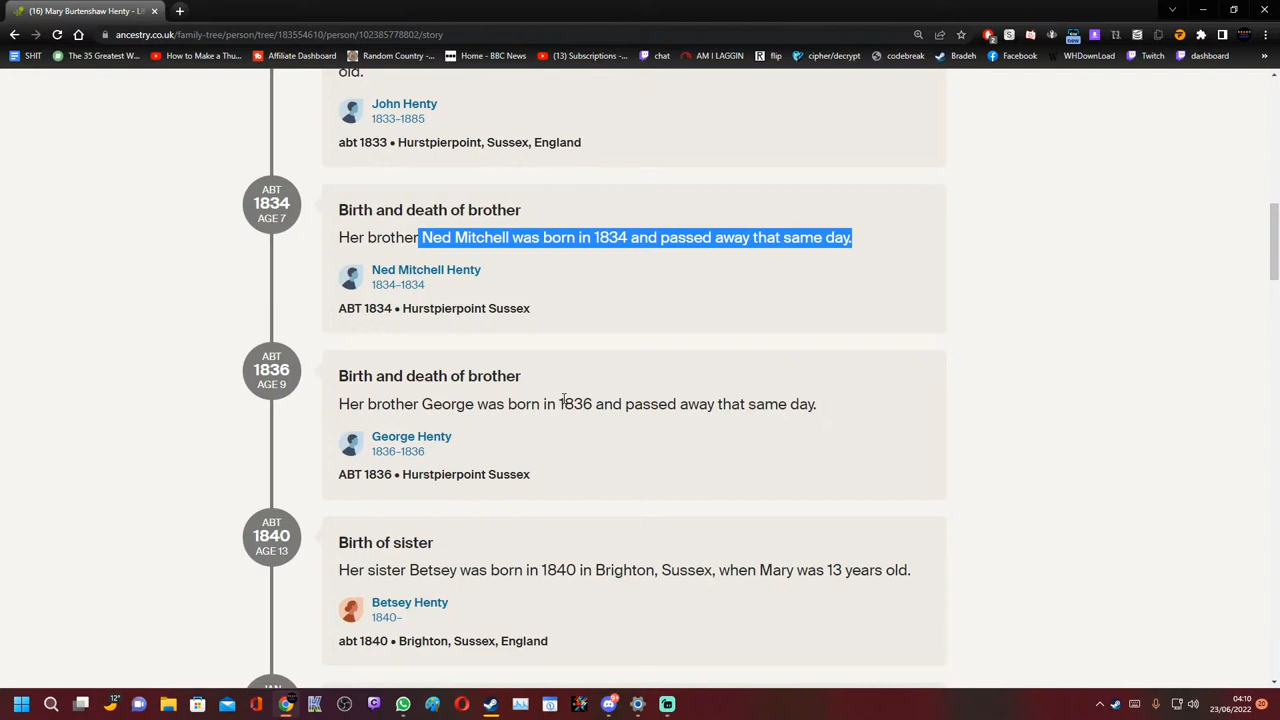 (16) Mary Burtenshaw Henty - Li
ancestry.co.uk/family-tree/person/tree/183554610/person/102385778802/story
SHIT
The 35 Greatest W...
How to Make a Thu...
Affiliate Dashboard
Random Country -...
Home - BBC News
(13) Subscriptions -...
chat
AM I LAGGIN
flip
cipher/decrypt
codebreak
Bradeh
Facebook
WHDownLoad
Twitch
dashboard
old.
John Henty
1833–1885
abt 1833 • Hurstpierpoint, Sussex, England
ABT
1834
AGE 7
Birth and death of brother
Her brother Ned Mitchell was born in 1834 and passed away that same day.
Ned Mitchell Henty
1834–1834
ABT 1834 • Hurstpierpoint Sussex
ABT
1836
AGE 9
Birth and death of brother
Her brother George was born in 1836 and passed away that same day.
George Henty
1836–1836
ABT 1836 • Hurstpierpoint Sussex
ABT
1840
AGE 13
Birth of sister
Her sister Betsey was born in 1840 in Brighton, Sussex, when Mary was 13 years old.
Betsey Henty
1840–
abt 1840 • Brighton, Sussex, England
JAN
12°
04:10
23/06/2022